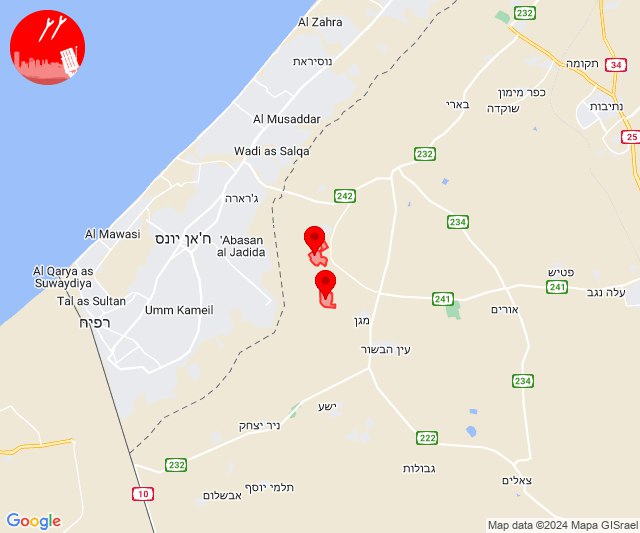 Al Zahra
232
נוסיראת
תקומה
34
כפר מימון
שוקדה
בארי
נתיבות
Al Musaddar
25
Wadi as Salqa
232
242
ג'רארה
234
Al Mawasi
ח'אן יונס
'Abasan
al Jadida
Al Qarya as
Suwaydiya
Tal as Sultan
רפיח
Umm Kameil
פטיש
241
241
עלה נגב
אורים
מגן
עין הבשור
234
ישע
ניר יצחק
222
232
גבולות
צאלים
תלמי יוסף
אבשלום
10
Google
Map data ©2024 Mapa GISrael